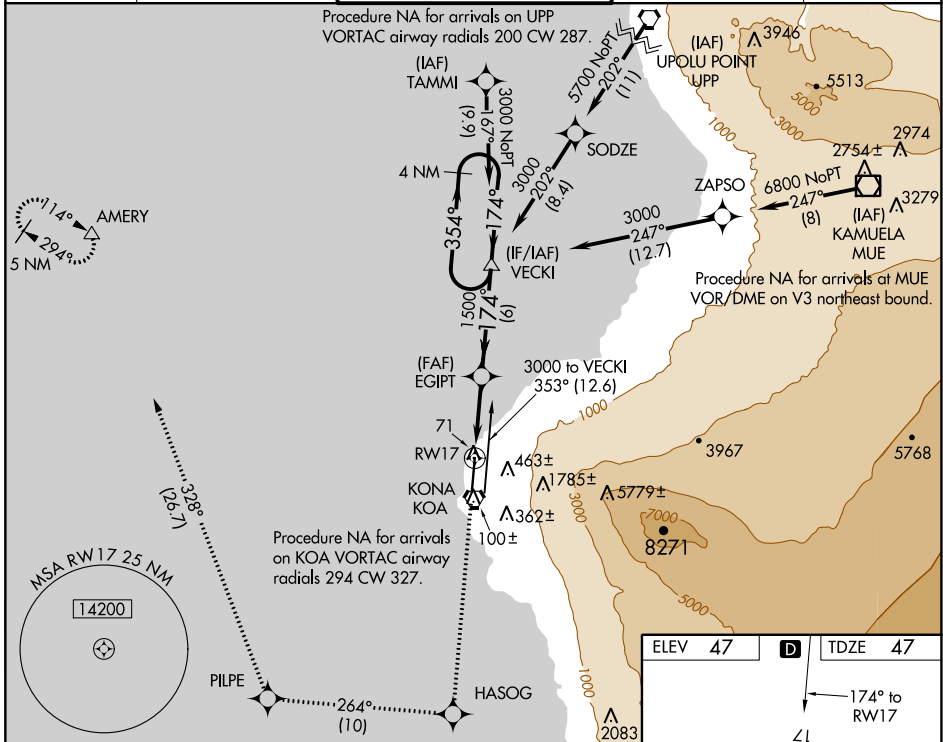 Procedure NA for arrivals on UPP
VORTAC airway radials 200 CW 287.
(IAF)
TAMMI
3000 NoPT
167°
(9.9)
5700 NoPT
202°
(11)
(IAF)
UPOLU POINT
UPP
3946
5513
5000
3000
1000
2974
2754±
3279
SODZE
4 NM
354°
174°
3000
202°
(8.4)
ZAPSO
6800 NoPT
247°
(8)
(IAF)
KAMUELA
MUE
3000
247°
(12.7)
114°
294°
AMERY
5 NM
(IF/IAF)
VECKI
Procedure NA for arrivals at MUE
VOR/DME on V3 northeast bound.
1000
1500
174°
(9)
(FAF)
EGIPT
3000 to VECKI
353° (12.6)
1000
71
RW17
463±
3967
5768
KONA
KOA
1785±
5779±
362±
100±
3000
7000
8271
328°
(26.7)
Procedure NA for arrivals
on KOA VORTAC airway
radials 294 CW 327.
MSA RW17 25 NM
14200
5000
1000
PILPE
264°
(10)
HASOG
2083
ELEV 47
D
TDZE 47
174° to
RW17
17